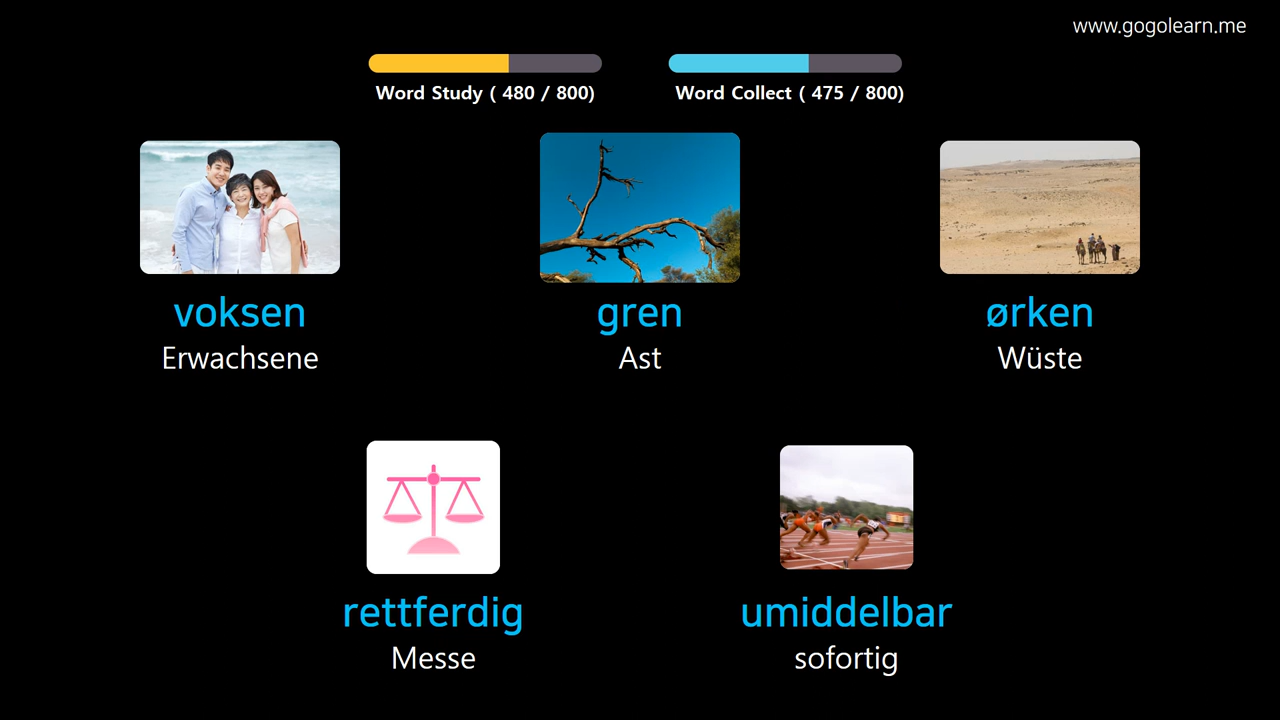 www.gogolearn.me
Word Study ( 480 / 800)
Word Collect ( 475 / 800)
voksen
Erwachsene
gren
Ast
ørken
Wüste
rettferdig
Messe
umiddelbar
sofortig